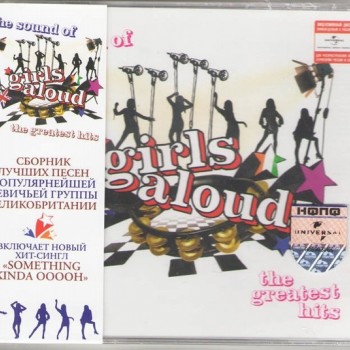 the sound of
girls
aloud
the greatest hits
СБОРНИК
ЛУЧШИХ ПЕСЕН
ПОПУЛЯРНЕЙШЕЙ
ДЕВИЧЬЕЙ ГРУППЫ
ВЕЛИКОБРИТАНИИ
ВКЛЮЧАЕТ НОВЫЙ
ХИТ-СИНГЛ
«SOMETHING
KINDA OOOOH»
of
girls
aloud
the
greatest
hits
UNIVERSAL